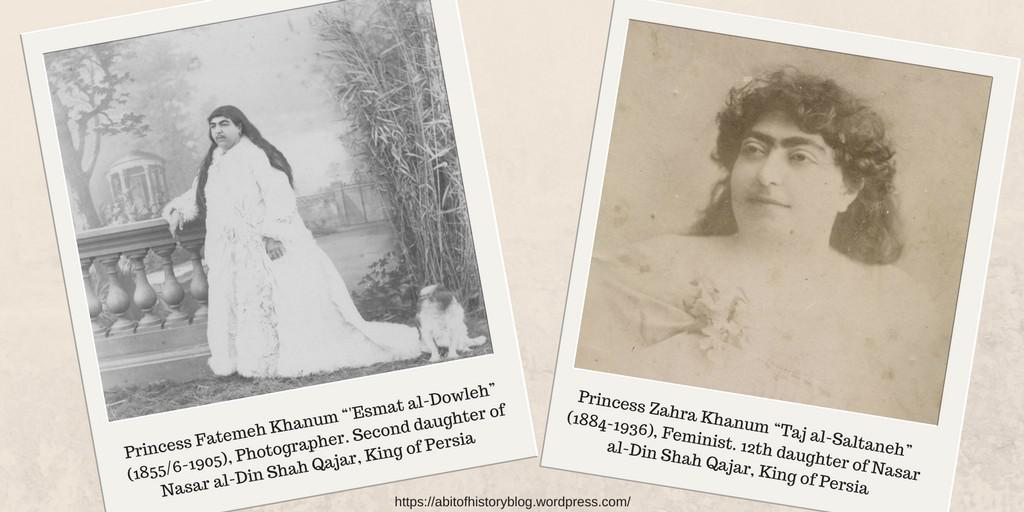 Princess Fatemeh Khanum “‘Esmat al-Dowleh”
(1855/6-1905), Photographer. Second daughter of
Nasar al-Din Shah Qajar, King of Persia
Princess Zahra Khanum “Taj al-Saltaneh”
(1884-1936), Feminist. 12th daughter of Nasar
al-Din Shah Qajar, King of Persia
https://abitofhistoryblog.wordpress.com/